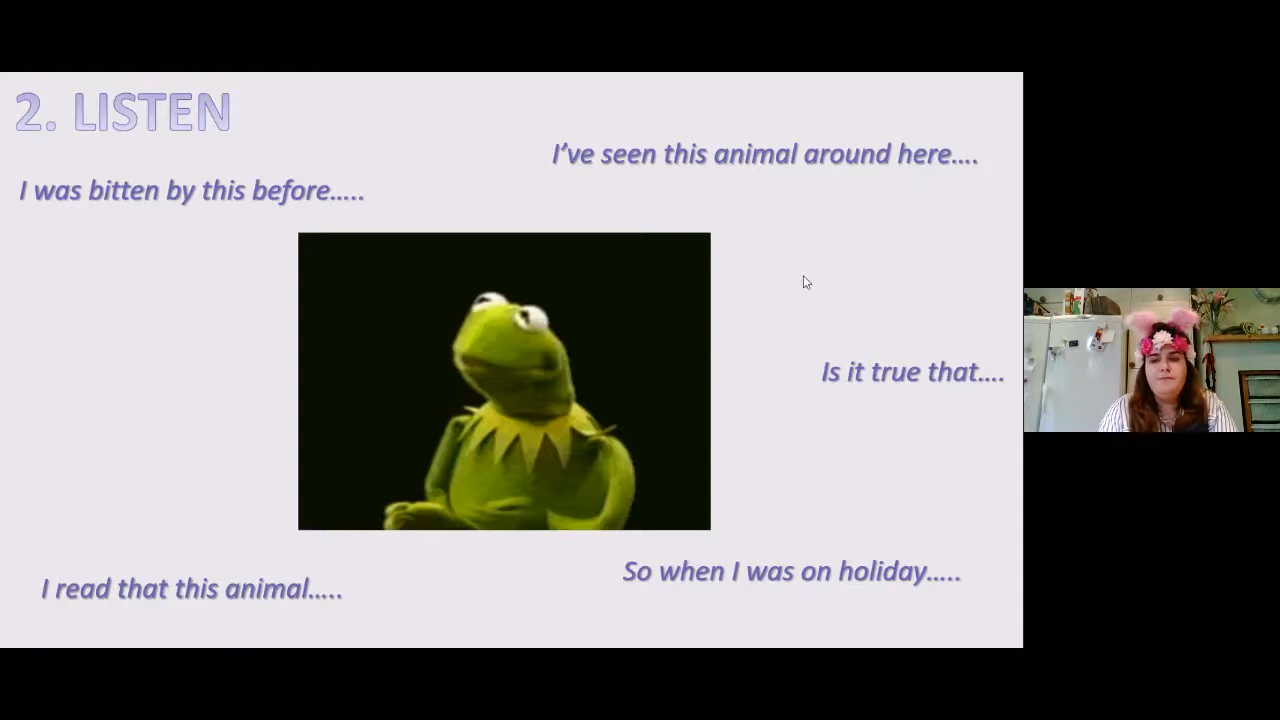 2. LISTEN
I’ve seen this animal around here....
I was bitten by this before.....
Is it true that....
So when I was on holiday.....
I read that this animal.....